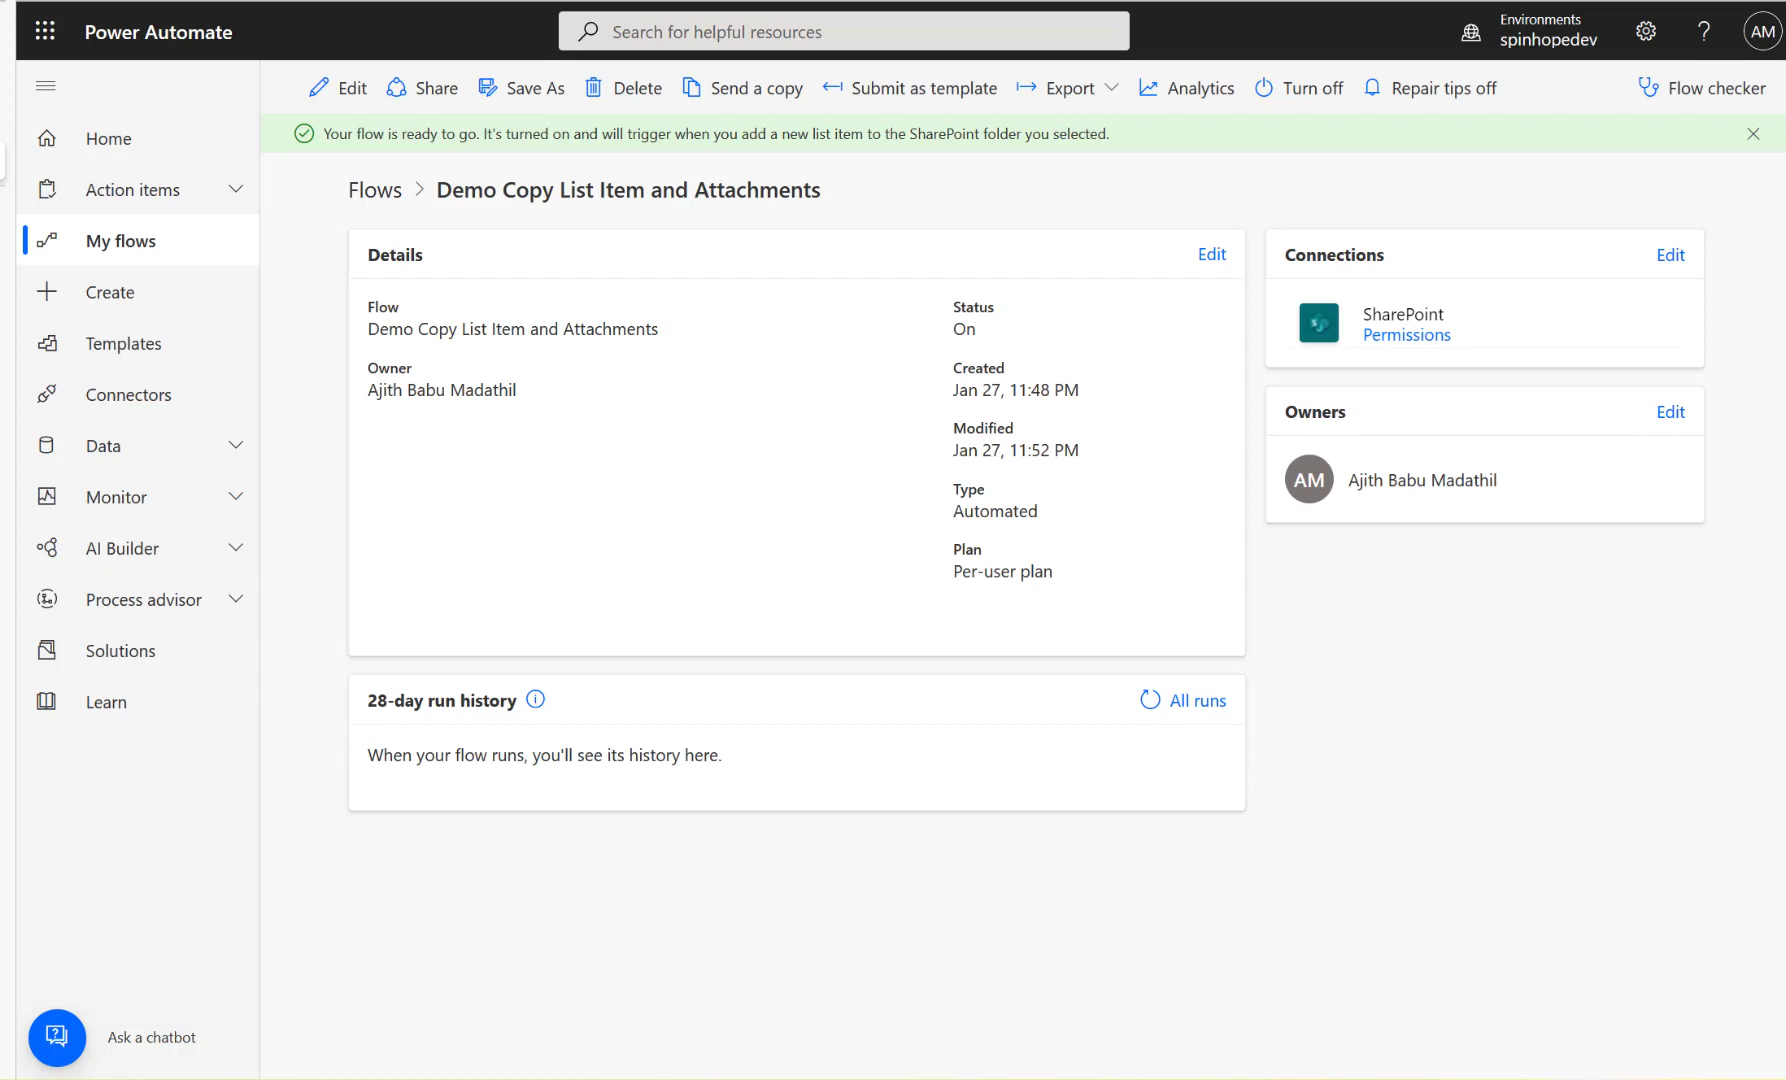 Power Automate
Search for helpful resources
Environments
spinhopedev
?
AM
Edit
Share
Save As
Delete
Send a copy
Submit as template
Export
Analytics
Turn off
Repair tips off
Flow checker
Your flow is ready to go. It's turned on and will trigger when you add a new list item to the SharePoint folder you selected.
Home
Action items
My flows
Create
Templates
Connectors
Data
Monitor
AI Builder
Process advisor
Solutions
Learn
Ask a chatbot
Flows > Demo Copy List Item and Attachments
Details
Edit
Flow
Demo Copy List Item and Attachments
Owner
Ajith Babu Madathil
Status
On
Created
Jan 27, 11:48 PM
Modified
Jan 27, 11:52 PM
Type
Automated
Plan
Per-user plan
28-day run history
All runs
When your flow runs, you'll see its history here.
Connections
Edit
SharePoint
Permissions
Owners
Edit
AM
Ajith Babu Madathil